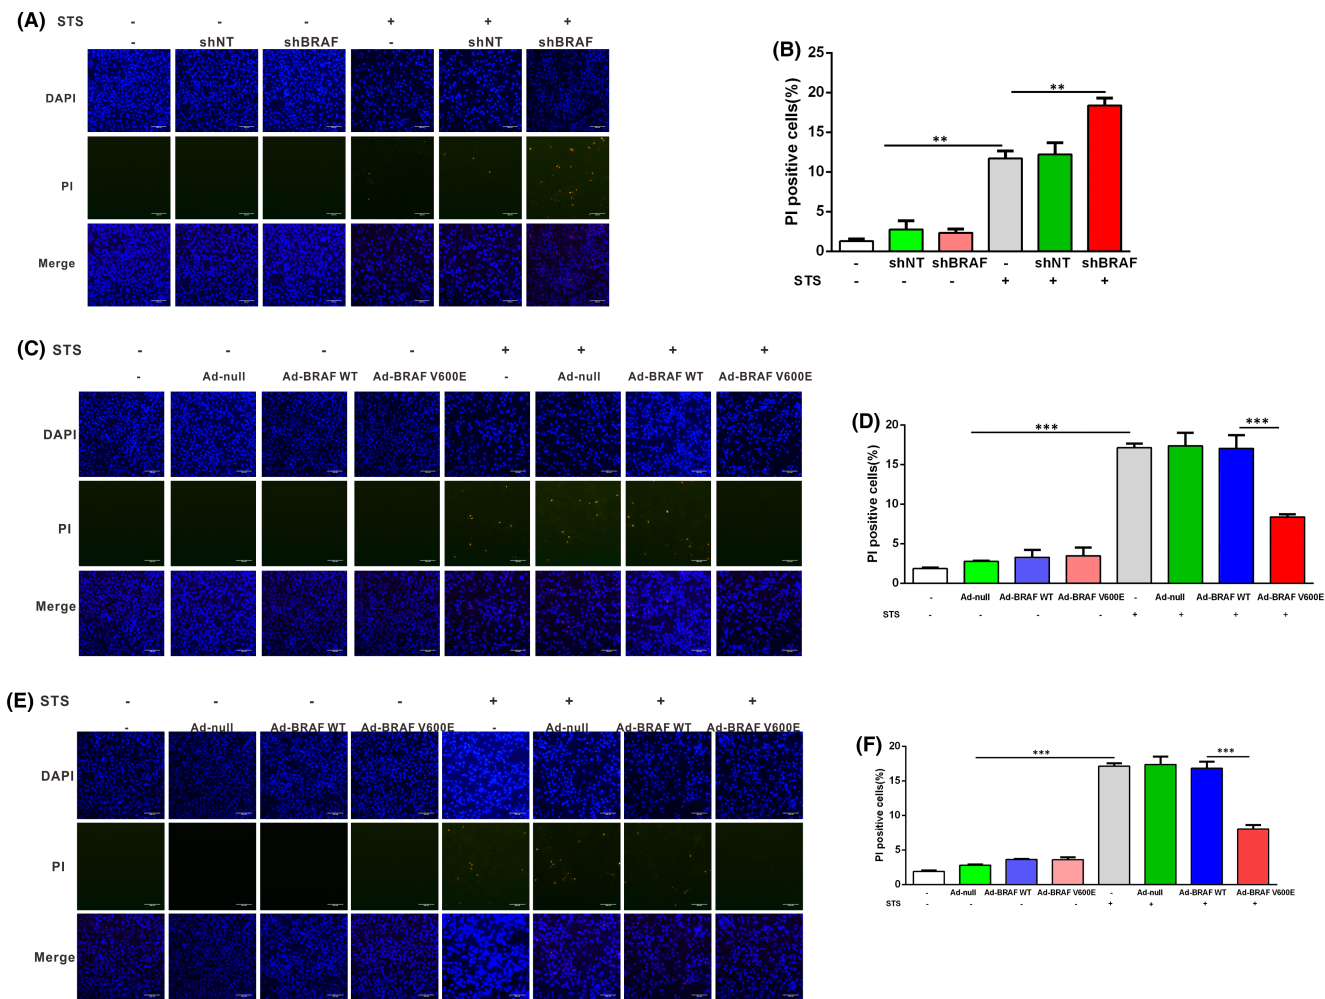 (A) STS - - - + + +
- shNT shBRAF - shNT shBRAF
DAPI
PI
Merge
(B)
PI positive cells(%)
25
20
15
10
5
0
** **
- shNT shBRAF - shNT shBRAF
STS - - - + + +
(C) STS - - - - + + + +
- Ad-null Ad-BRAF WT Ad-BRAF V600E - Ad-null Ad-BRAF WT Ad-BRAF V600E
DAPI
PI
Merge
(D)
PI positive cells(%)
20
15
10
5
0
*** ***
- Ad-null Ad-BRAF WT Ad-BRAF V600E - Ad-null Ad-BRAF WT Ad-BRAF V600E
STS - - - + + + +
(E) STS - - - - + + + +
- Ad-null Ad-BRAF WT Ad-BRAF V600E - Ad-null Ad-BRAF WT Ad-BRAF V600E
DAPI
PI
Merge
(F)
PI positive cells(%)
20
15
10
5
0
*** ***
- Ad-null Ad-BRAF WT Ad-BRAF V600E - Ad-null Ad-BRAF WT Ad-BRAF V600E
STS - - - - + + + +